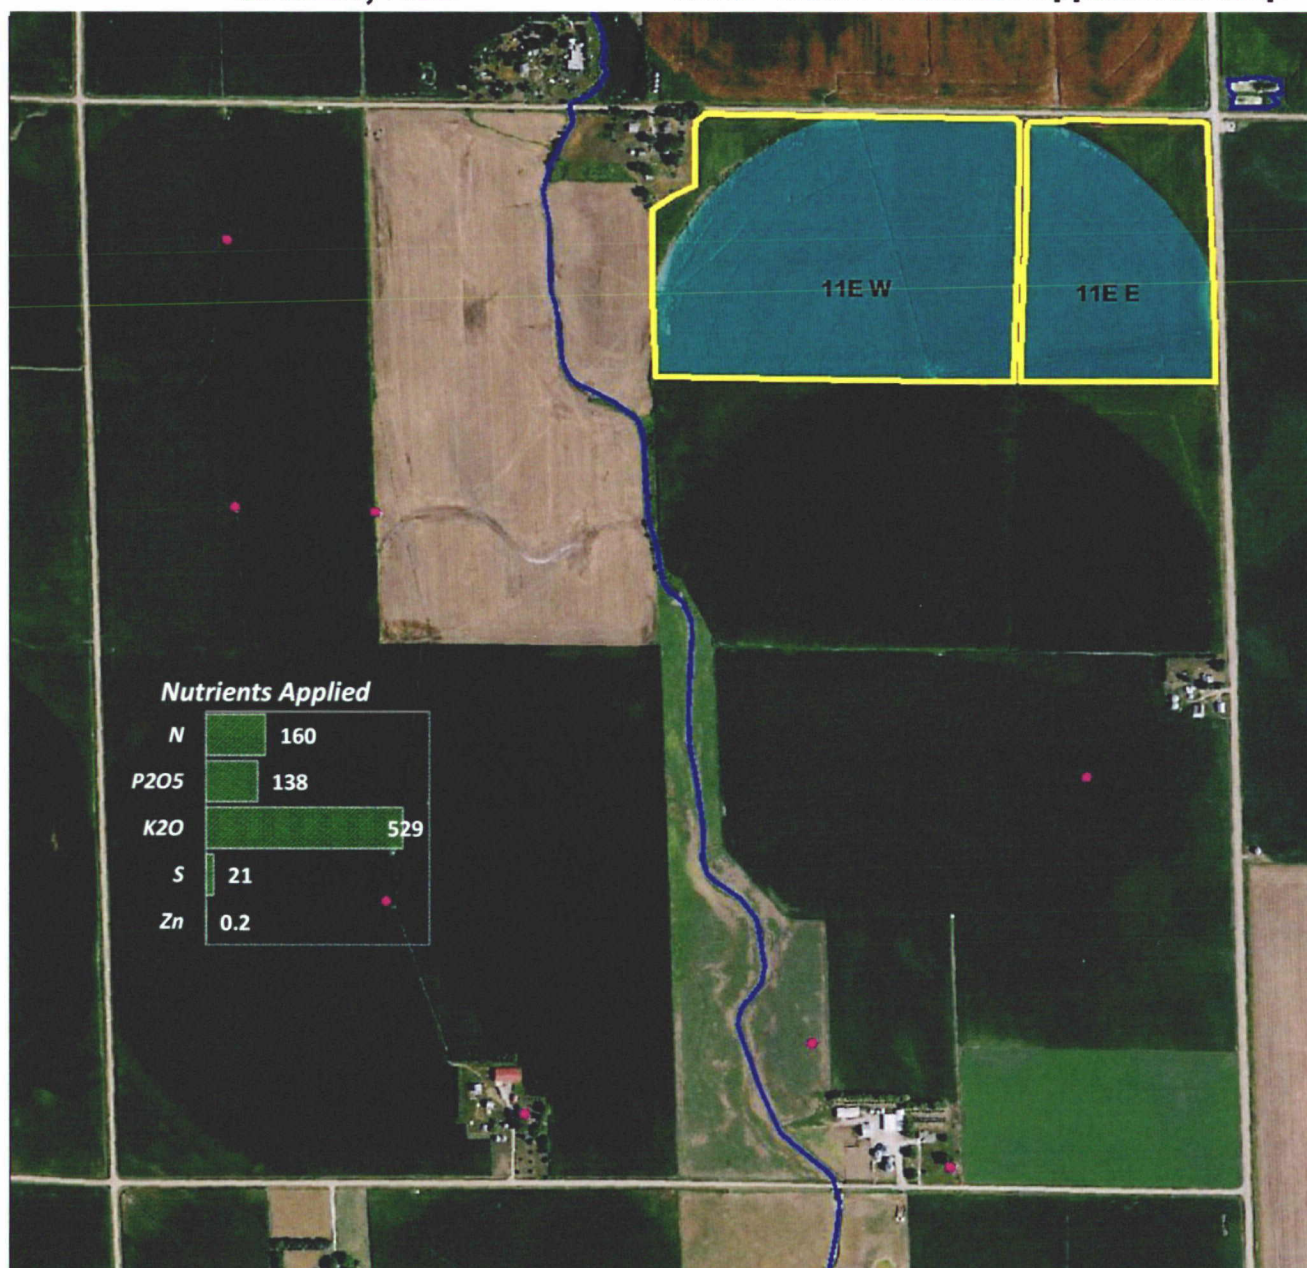 11E W
11E E
Nutrients Applied
N 160
P2O5 138
K2O 529
S 21
Zn 0.2